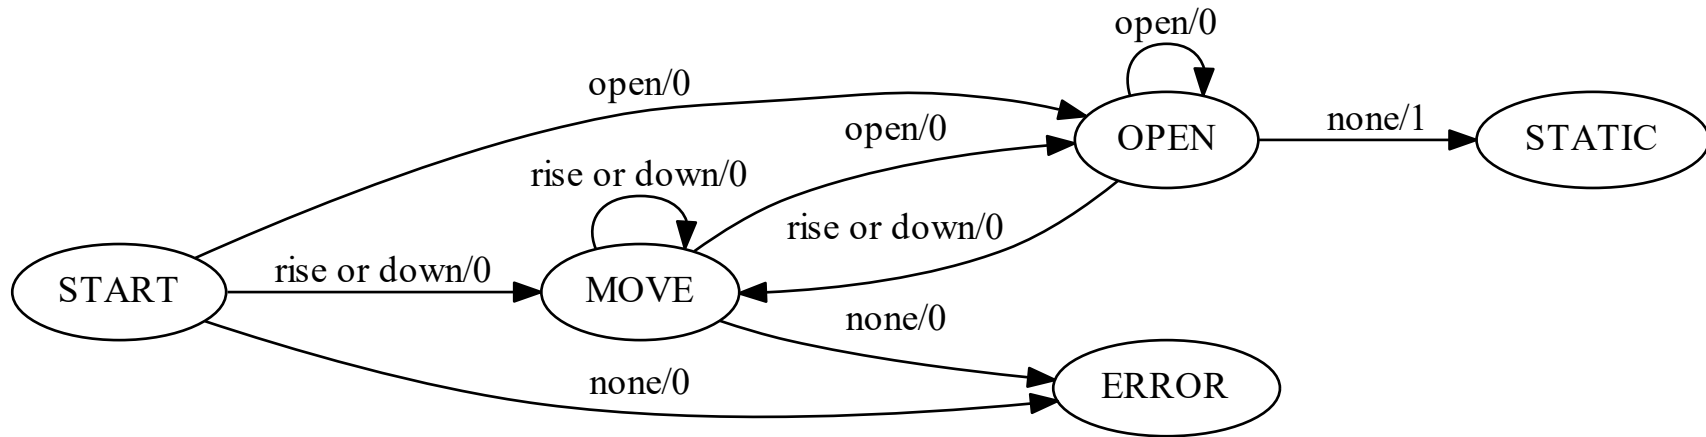 open/0
open/0
open/0
none/1
OPEN
STATIC
rise or down/0
rise or down/0
rise or down/0
START
MOVE
none/0
none/0
ERROR